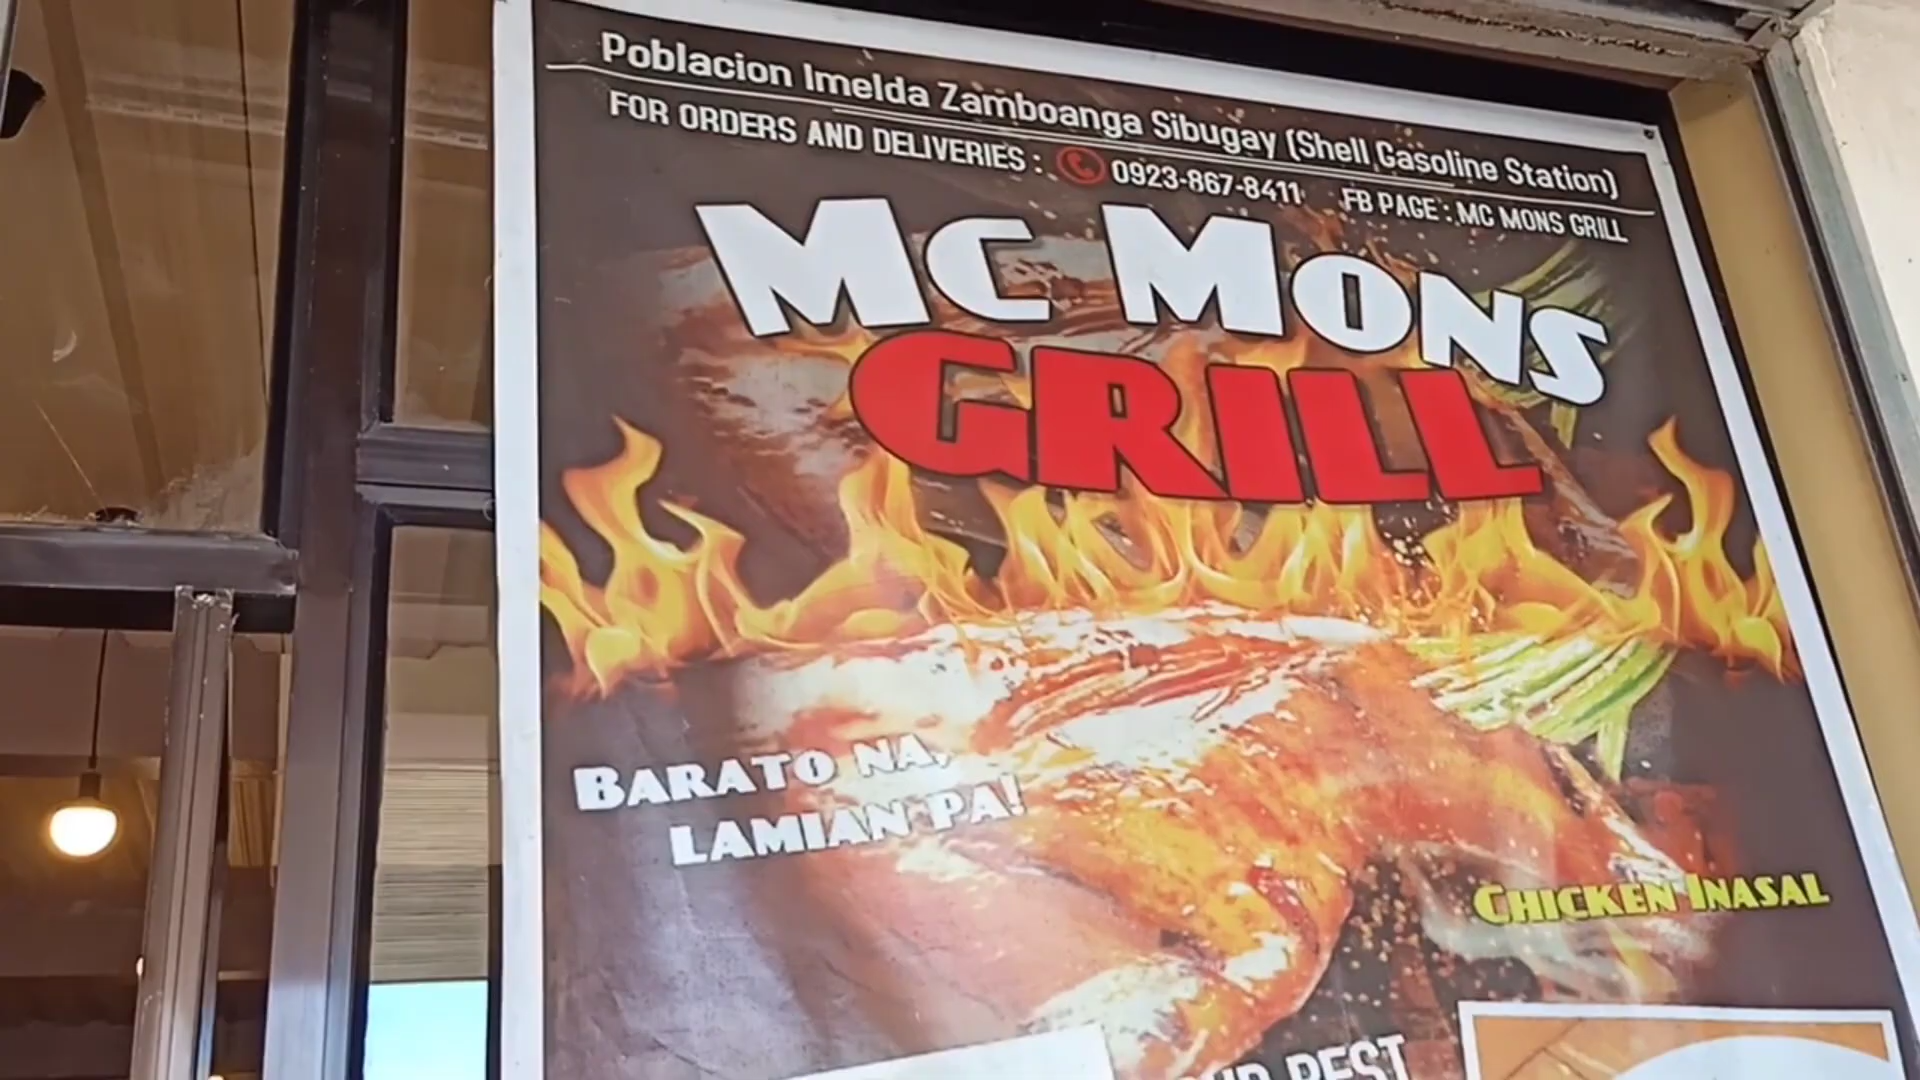 Poblacion Imelda Zamboanga Sibugay (Shell Gasoline Station)
FOR ORDERS AND DELIVERIES : 0923-867-8411 FB PAGE : MC MONS GRILL
MC MONS
GRILL
BARATO NA,
LAMIAN PA!
CHICKEN INASAL
BEST